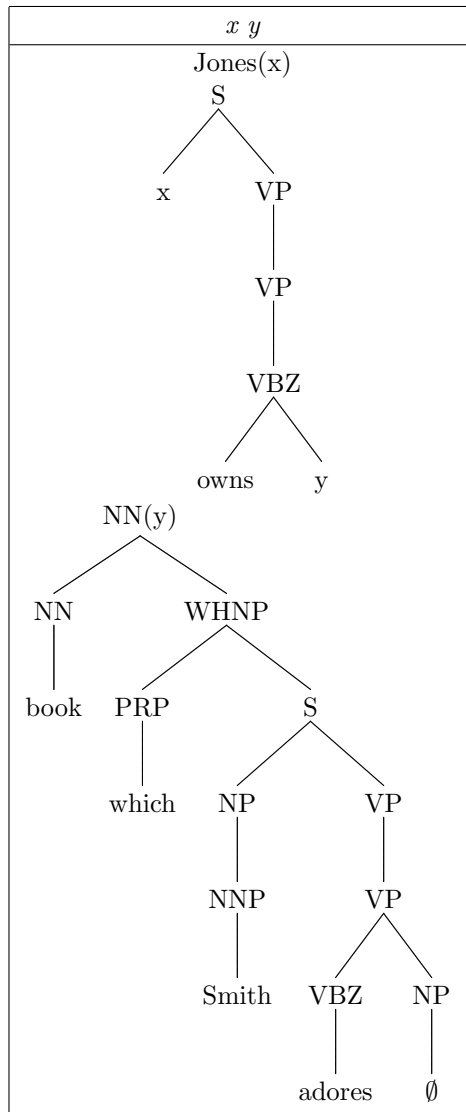 x y
Jones(x)
S
x VP
VP
VBZ
owns y
NN(y)
NN WHNP
book PRP S
which NP VP
NNP VP
Smith VBZ NP
adores ∅